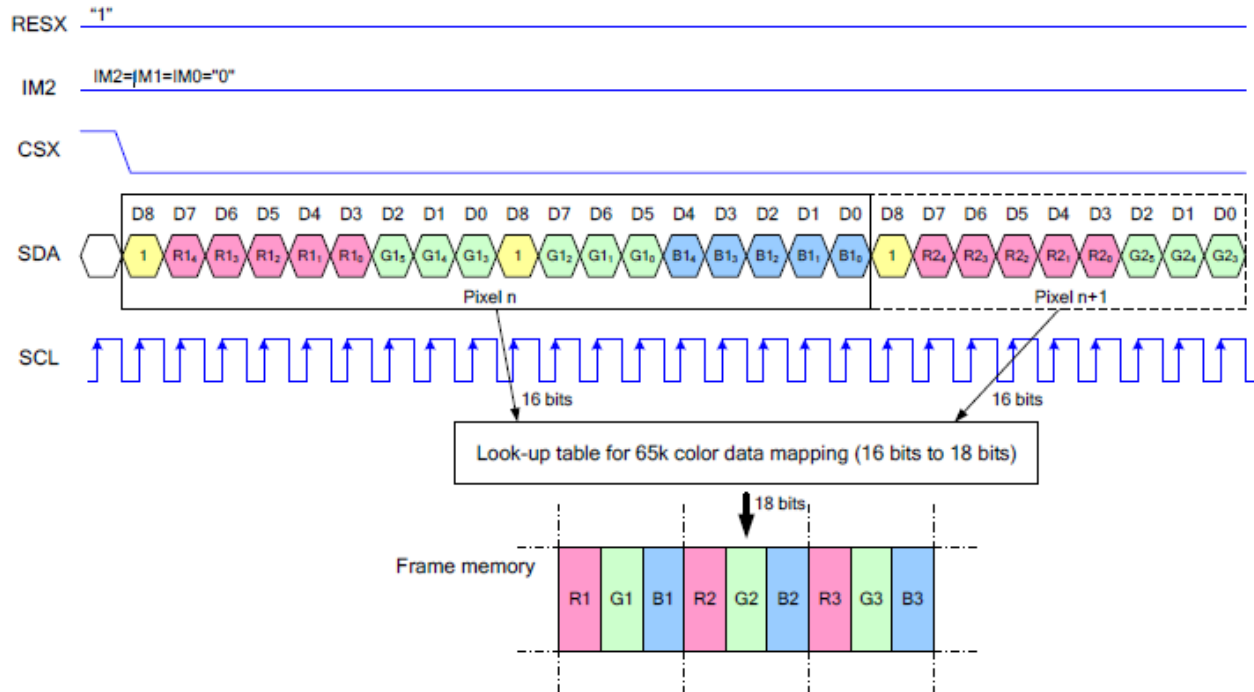 RESX "1"
IM2 IM2=IM1=IM0="0"
CSX
D8 D7 D6 D5 D4 D3 D2 D1 D0 D8 D7 D6 D5 D4 D3 D2 D1 D0 D8 D7 D6 D5 D4 D3 D2 D1 D0
SDA 1 R1₄ R1₃ R1₂ R1₁ R1₀ G1₅ G1₄ G1₃ 1 G1₂ G1₁ G1₀ B1₄ B1₃ B1₂ B1₁ B1₀ 1 R2₄ R2₃ R2₂ R2₁ R2₀ G2₅ G2₄ G2₃
Pixel n Pixel n+1
SCL
16 bits 16 bits
Look-up table for 65k color data mapping (16 bits to 18 bits)
18 bits
Frame memory
R1 G1 B1 R2 G2 B2 R3 G3 B3